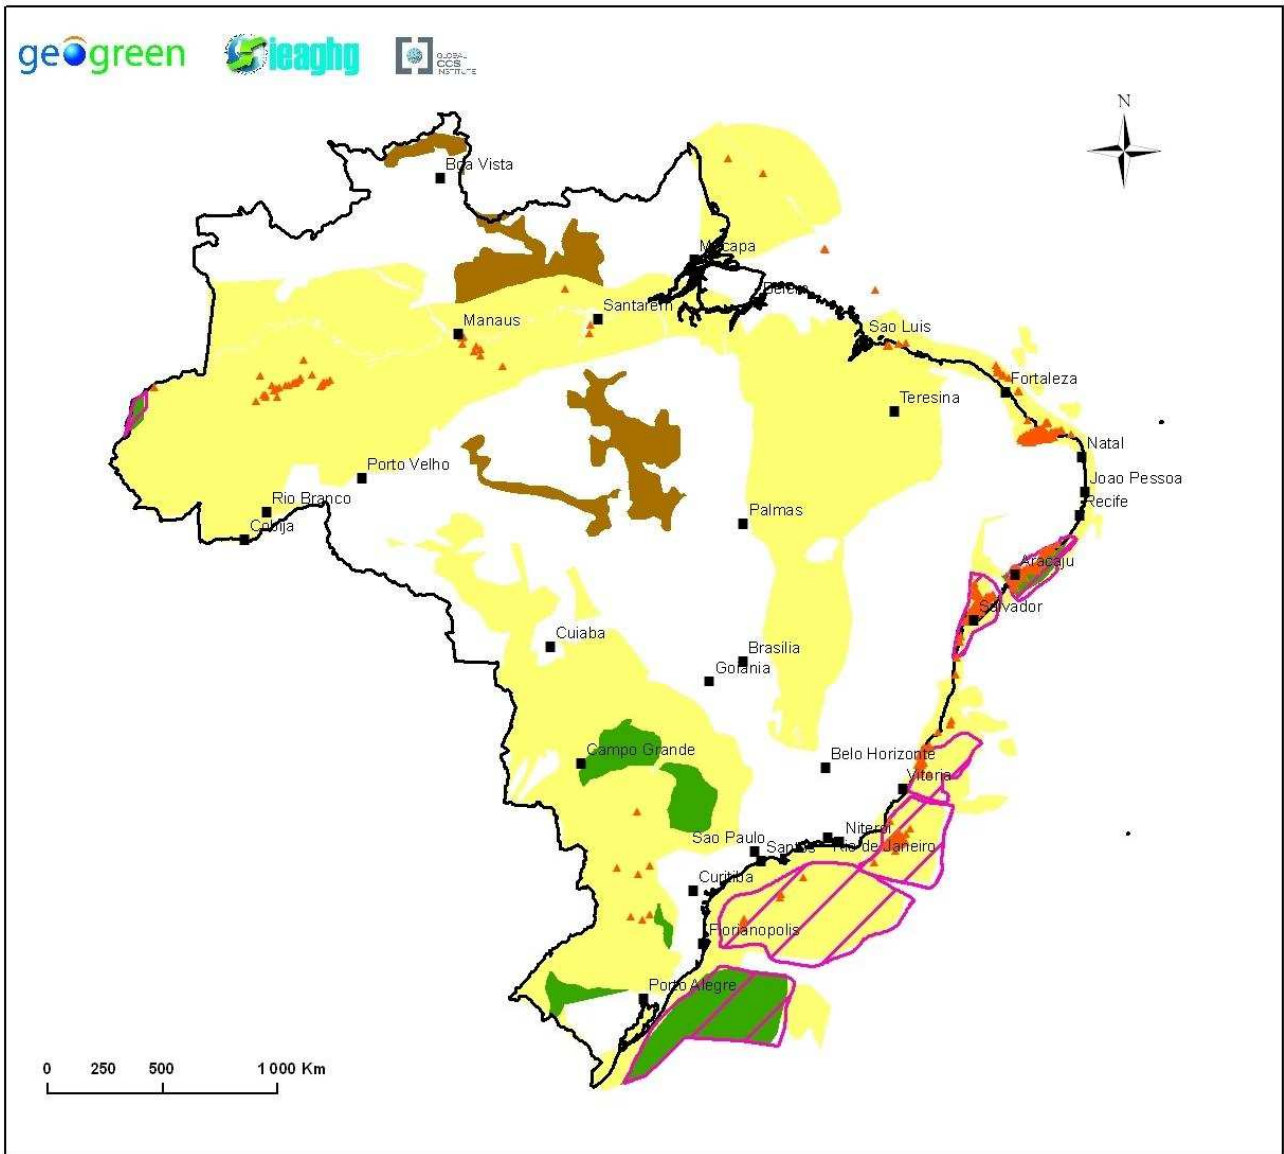 geogreen
ieaghg
GLOBAL
CCS
INSTITUTE
N
Boa Vista
Macapa
Belem
Santarem
Manaus
Sao Luis
Fortaleza
Teresina
Natal
Porto Velho
Joao Pessoa
Rio Branco
Recife
Palmas
Cobija
Aracaju
Salvador
Cuiaba
Brasilia
Goiania
Campo Grande
Belo Horizonte
Vitoria
Niteroi
Sao Paulo
Santos
Rio de Janeiro
Curitiba
Florianopolis
Porto Alegre
0 250 500 1 000 Km